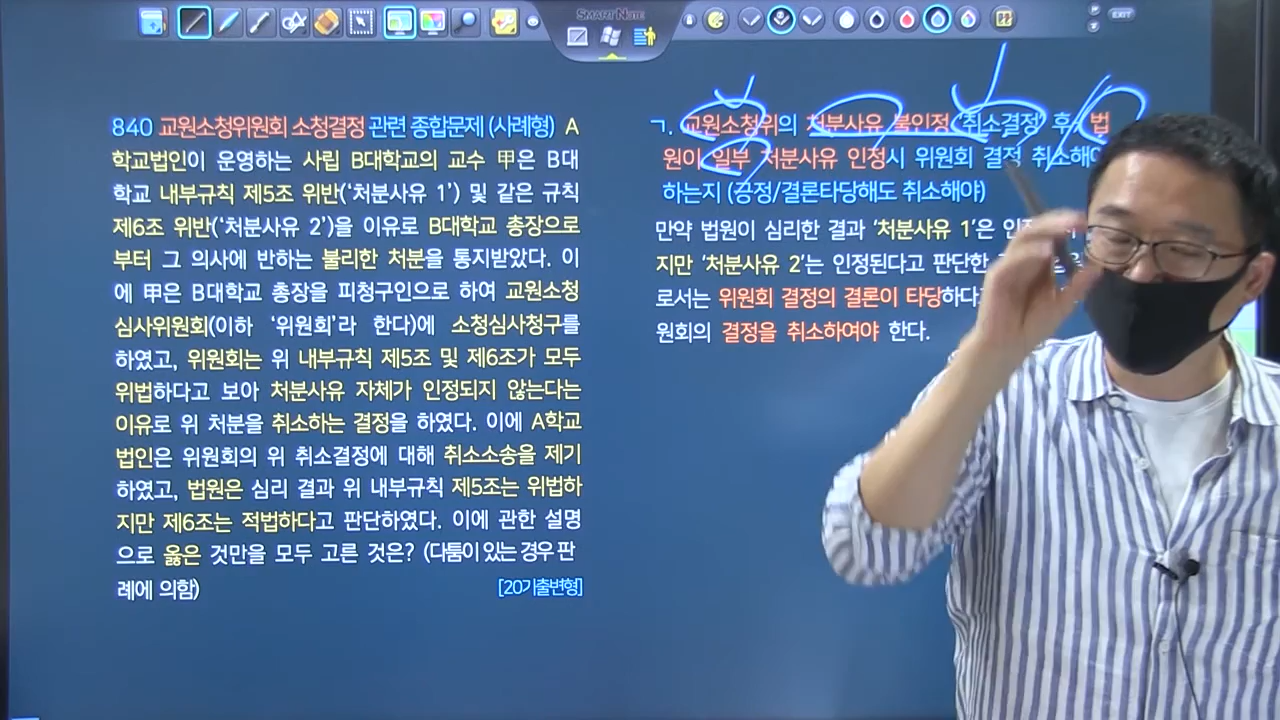 SMART NOTE
EXIT
840 교원소청위원회 소청결정 관련 종합문제 (사례형) A
학교법인이 운영하는 사립 B대학교의 교수 甲은 B대
학교 내부규칙 제5조 위반('처분사유 1') 및 같은 규칙
제6조 위반('처분사유 2')을 이유로 B대학교 총장으로
부터 그 의사에 반하는 불리한 처분을 통지받았다. 이
에 甲은 B대학교 총장을 피청구인으로 하여 교원소청
심사위원회(이하 '위원회'라 한다)에 소청심사청구를
하였고, 위원회는 위 내부규칙 제5조 및 제6조가 모두
위법하다고 보아 처분사유 자체가 인정되지 않는다는
이유로 위 처분을 취소하는 결정을 하였다. 이에 A학교
법인은 위원회의 위 취소결정에 대해 취소소송을 제기
하였고, 법원은 심리 결과 위 내부규칙 제5조는 위법하
지만 제6조는 적법하다고 판단하였다. 이에 관한 설명
으로 옳은 것만을 모두 고른 것은? (다툼이 있는 경우 판
례에 의함)
[20기출변형]
ㄱ. 교원소청위의 처분사유 불인정 '취소결정' 후 법
원이 일부 처분사유 인정시 위원회 결정 취소해야
하는지 (긍정/결론타당해도 취소해야)
만약 법원이 심리한 결과 '처분사유 1'은
지만 '처분사유 2'는 인정된다고 판단한
로서는 위원회 결정의 결론이 타당하다
원회의 결정을 취소하여야 한다.